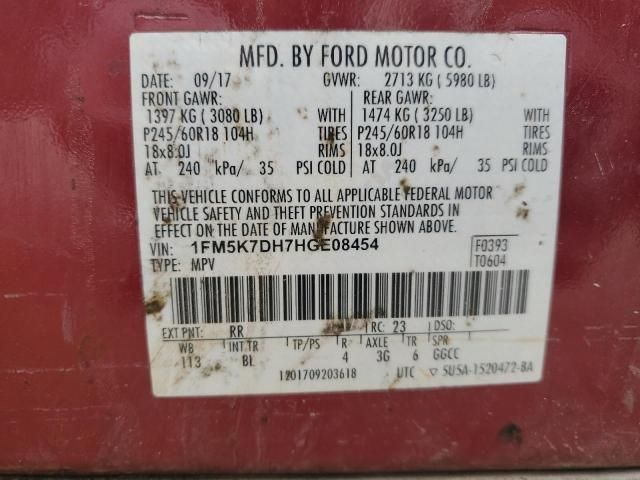 MFD. BY FORD MOTOR CO.
DATE: 09/17 GVWR: 2713 KG ( 5980 LB)
FRONT GAWR: REAR GAWR:
1397 KG ( 3080 LB) WITH 1474 KG ( 3250 LB) WITH
P245/60R18 104H TIRES P245/60R18 104H TIRES
18x8.0J RIMS 18x8.0J RIMS
AT 240 kPa/ 35 PSI COLD AT 240 kPa/ 35 PSI COLD
THIS VEHICLE CONFORMS TO ALL APPLICABLE FEDERAL MOTOR
VEHICLE SAFETY AND THEFT PREVENTION STANDARDS IN
EFFECT ON THE DATE OF MANUFACTURE SHOWN ABOVE.
VIN: 1FM5K7DH7HGE08454 F0393
TYPE: MPV T0604
EXT PNT: RR RC: 23 DSO:
WB INT TR TP/PS R AXLE TR SPR
113 BL 4 3G 6 GGCC
1201709203618 UTC ▽ 5U5A-1520472-BA